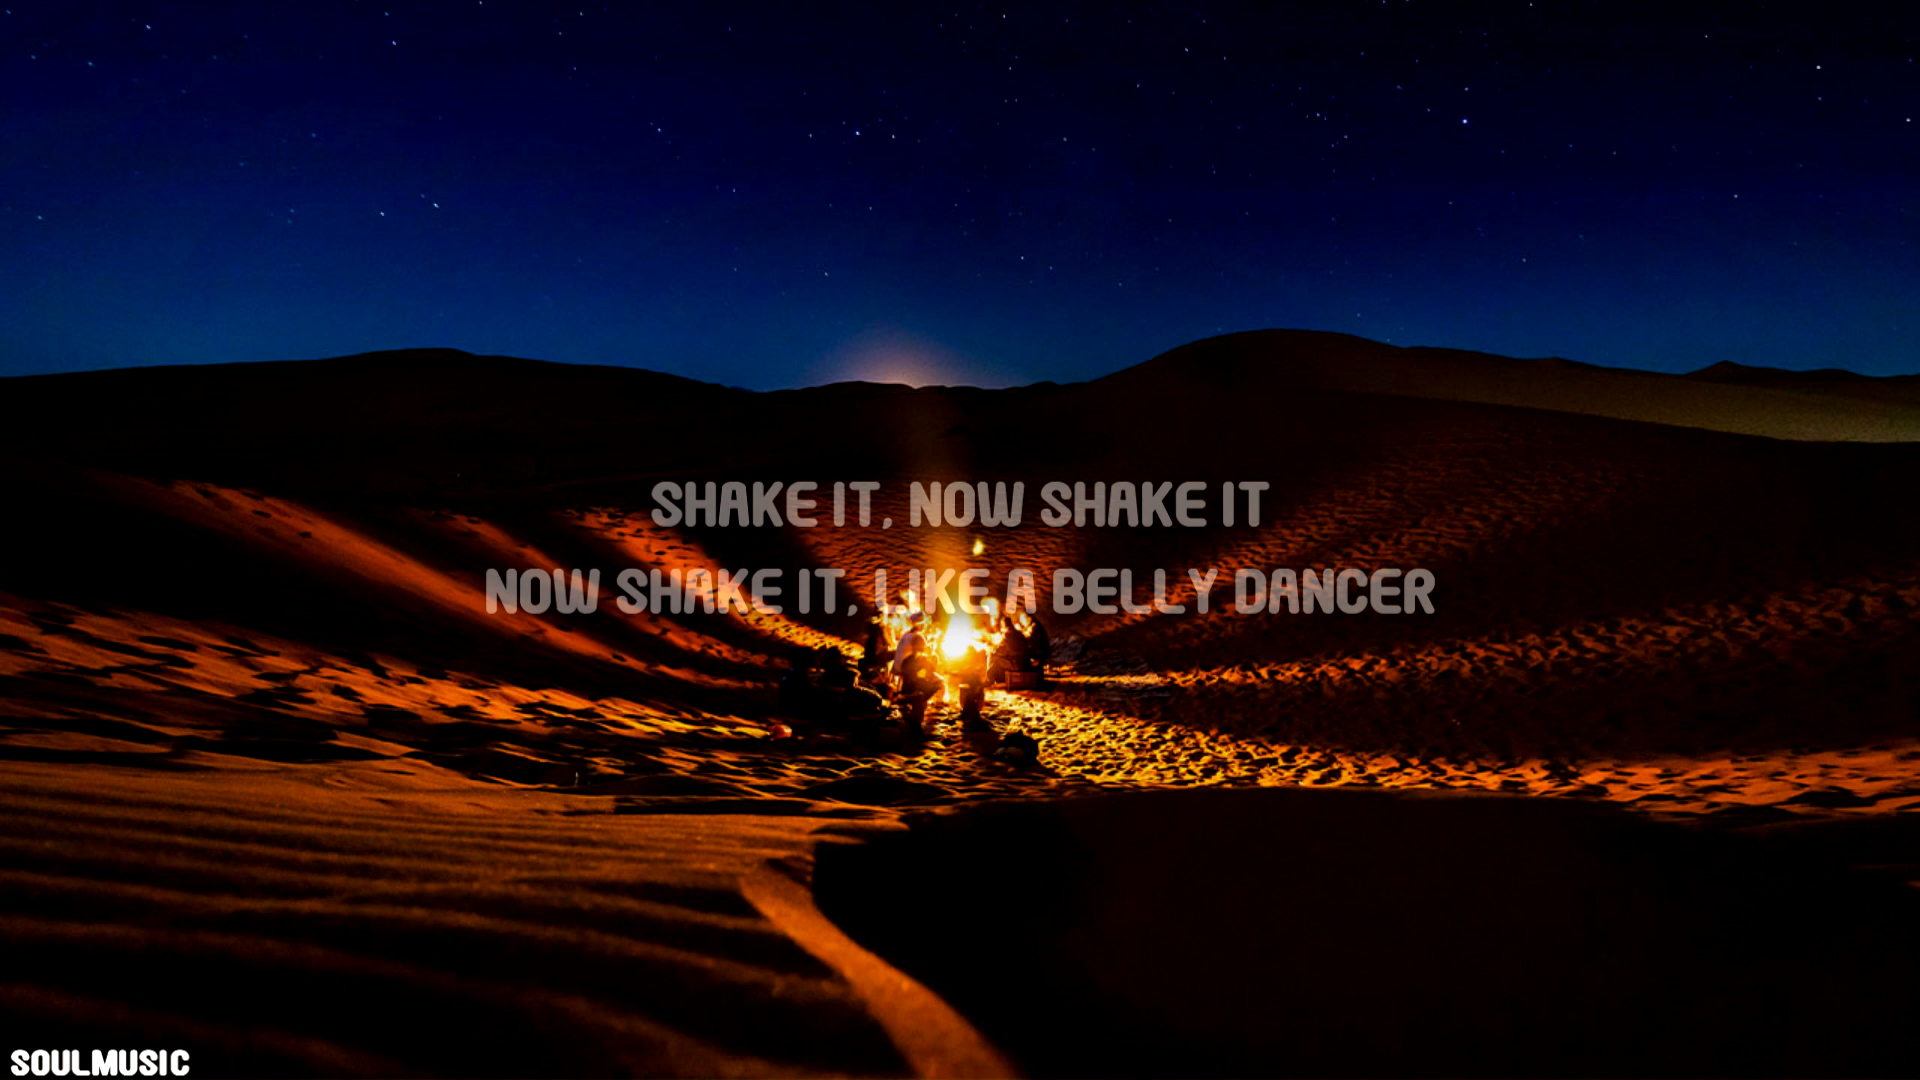 SHAKE IT, NOW SHAKE IT
NOW SHAKE IT, LIKE A BELLY DANCER
SOULMUSIC